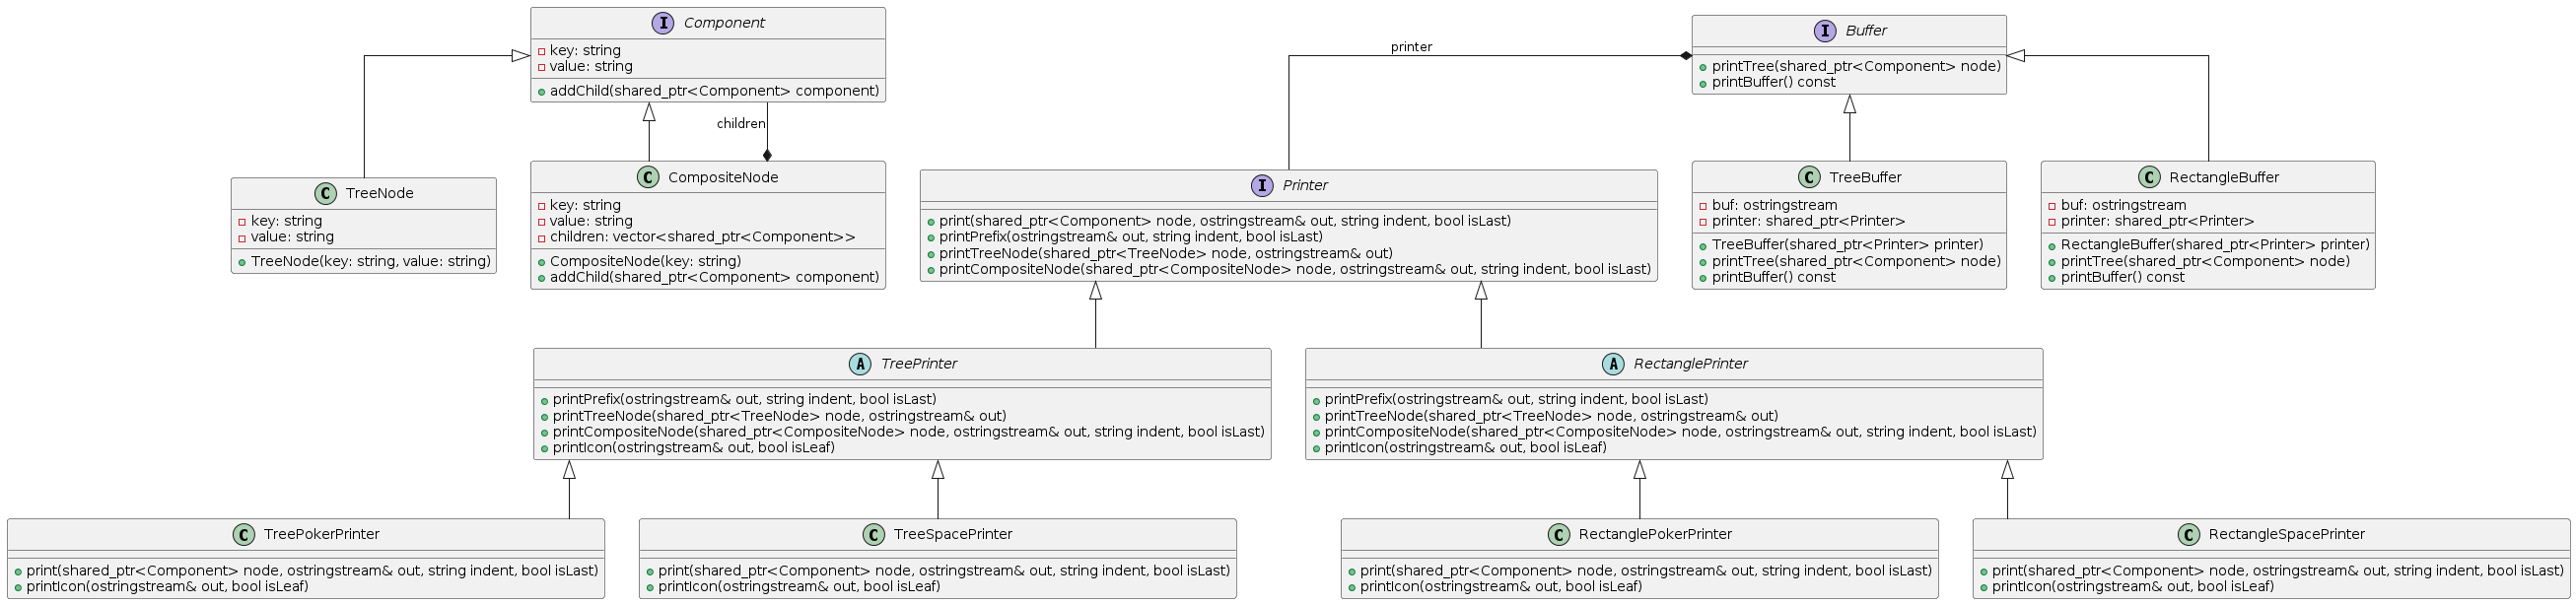 I Component
key: string
value: string
addChild(shared_ptr<Component> component)
printer
I Buffer
printTree(shared_ptr<Component> node)
printBuffer() const
children
C TreeNode
key: string
value: string
TreeNode(key: string, value: string)
C CompositeNode
key: string
value: string
children: vector<shared_ptr<Component>>
CompositeNode(key: string)
addChild(shared_ptr<Component> component)
I Printer
print(shared_ptr<Component> node, ostringstream& out, string indent, bool isLast)
printPrefix(ostringstream& out, string indent, bool isLast)
printTreeNode(shared_ptr<TreeNode> node, ostringstream& out)
printCompositeNode(shared_ptr<CompositeNode> node, ostringstream& out, string indent, bool isLast)
C TreeBuffer
buf: ostringstream
printer: shared_ptr<Printer>
TreeBuffer(shared_ptr<Printer> printer)
printTree(shared_ptr<Component> node)
printBuffer() const
C RectangleBuffer
buf: ostringstream
printer: shared_ptr<Printer>
RectangleBuffer(shared_ptr<Printer> printer)
printTree(shared_ptr<Component> node)
printBuffer() const
A TreePrinter
printPrefix(ostringstream& out, string indent, bool isLast)
printTreeNode(shared_ptr<TreeNode> node, ostringstream& out)
printCompositeNode(shared_ptr<CompositeNode> node, ostringstream& out, string indent, bool isLast)
printIcon(ostringstream& out, bool isLeaf)
A RectanglePrinter
printPrefix(ostringstream& out, string indent, bool isLast)
printTreeNode(shared_ptr<TreeNode> node, ostringstream& out)
printCompositeNode(shared_ptr<CompositeNode> node, ostringstream& out, string indent, bool isLast)
printIcon(ostringstream& out, bool isLeaf)
C TreePokerPrinter
print(shared_ptr<Component> node, ostringstream& out, string indent, bool isLast)
printIcon(ostringstream& out, bool isLeaf)
C TreeSpacePrinter
print(shared_ptr<Component> node, ostringstream& out, string indent, bool isLast)
printIcon(ostringstream& out, bool isLeaf)
C RectanglePokerPrinter
print(shared_ptr<Component> node, ostringstream& out, string indent, bool isLast)
printIcon(ostringstream& out, bool isLeaf)
C RectangleSpacePrinter
print(shared_ptr<Component> node, ostringstream& out, string indent, bool isLast)
printIcon(ostringstream& out, bool isLeaf)